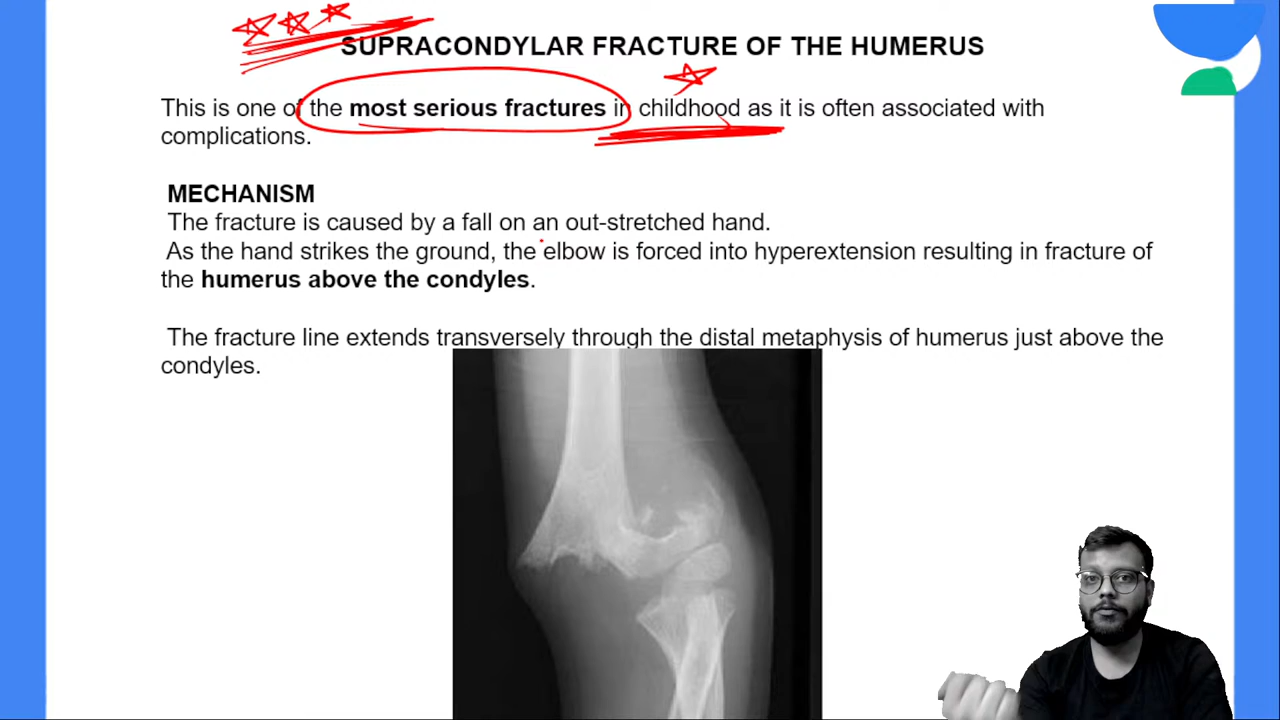 SUPRACONDYLAR FRACTURE OF THE HUMERUS
This is one of the most serious fractures in childhood as it is often associated with
complications.
MECHANISM
The fracture is caused by a fall on an out-stretched hand.
As the hand strikes the ground, the elbow is forced into hyperextension resulting in fracture of
the humerus above the condyles.
The fracture line extends transversely through the distal metaphysis of humerus just above the
condyles.